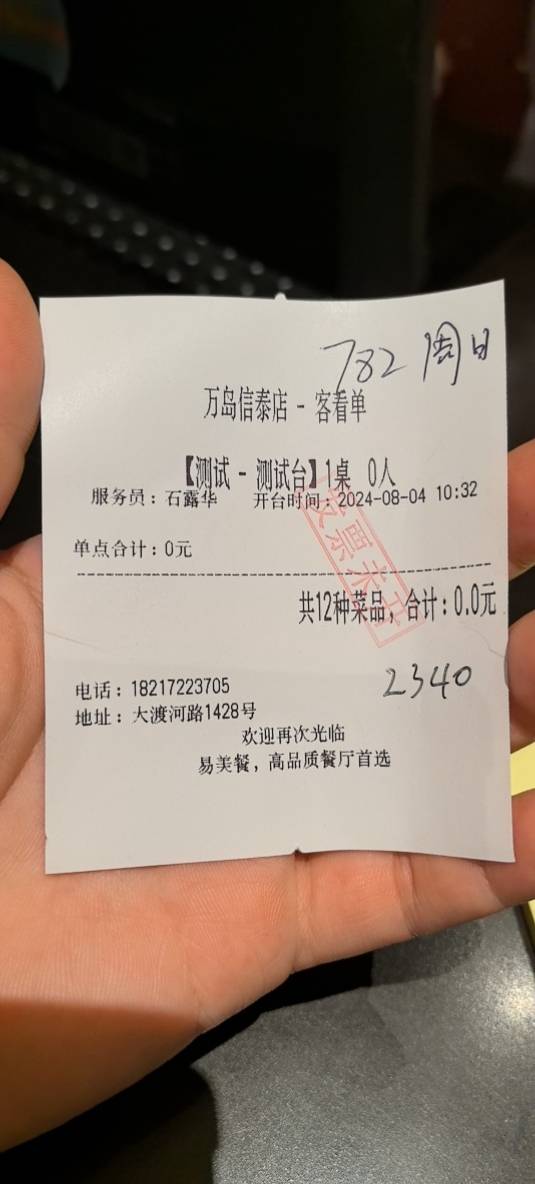 782 周日
万岛信泰店 - 客看单
【测试 - 测试台】1桌 0人
服务员：石露华 开台时间：2024-08-04 10:32
发票未开
单点合计：0元
--------------------------------------------------
共12种菜品，合计：0.0元
2340
电话：18217223705
地址：大渡河路1428号
欢迎再次光临
易美餐，高品质餐厅首选